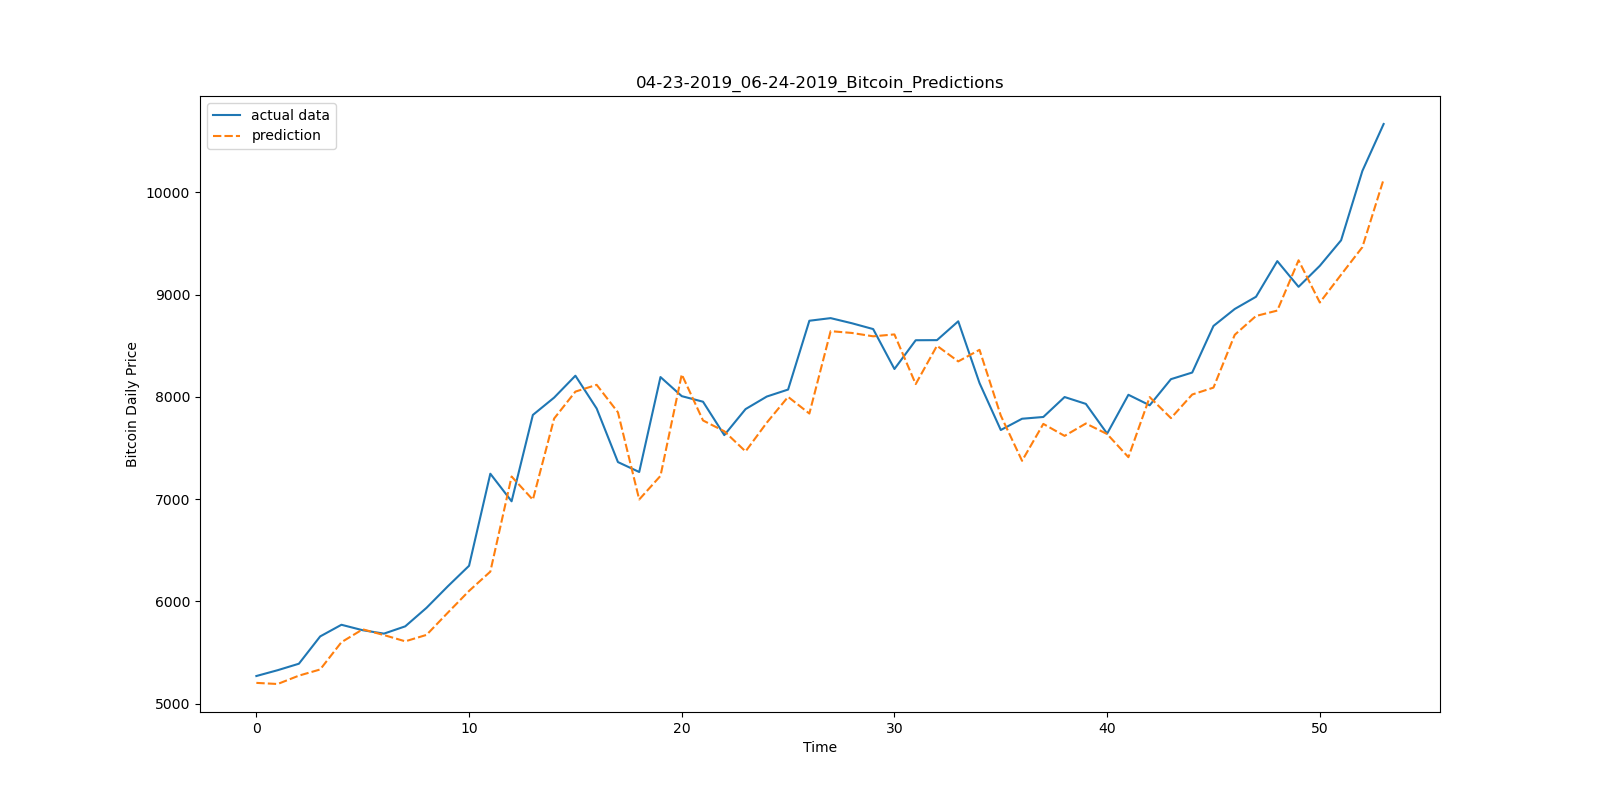 04-23-2019_06-24-2019_Bitcoin_Predictions
actual data
prediction
Bitcoin Daily Price
10000
9000
8000
7000
6000
5000
0 10 20 30 40 50
Time